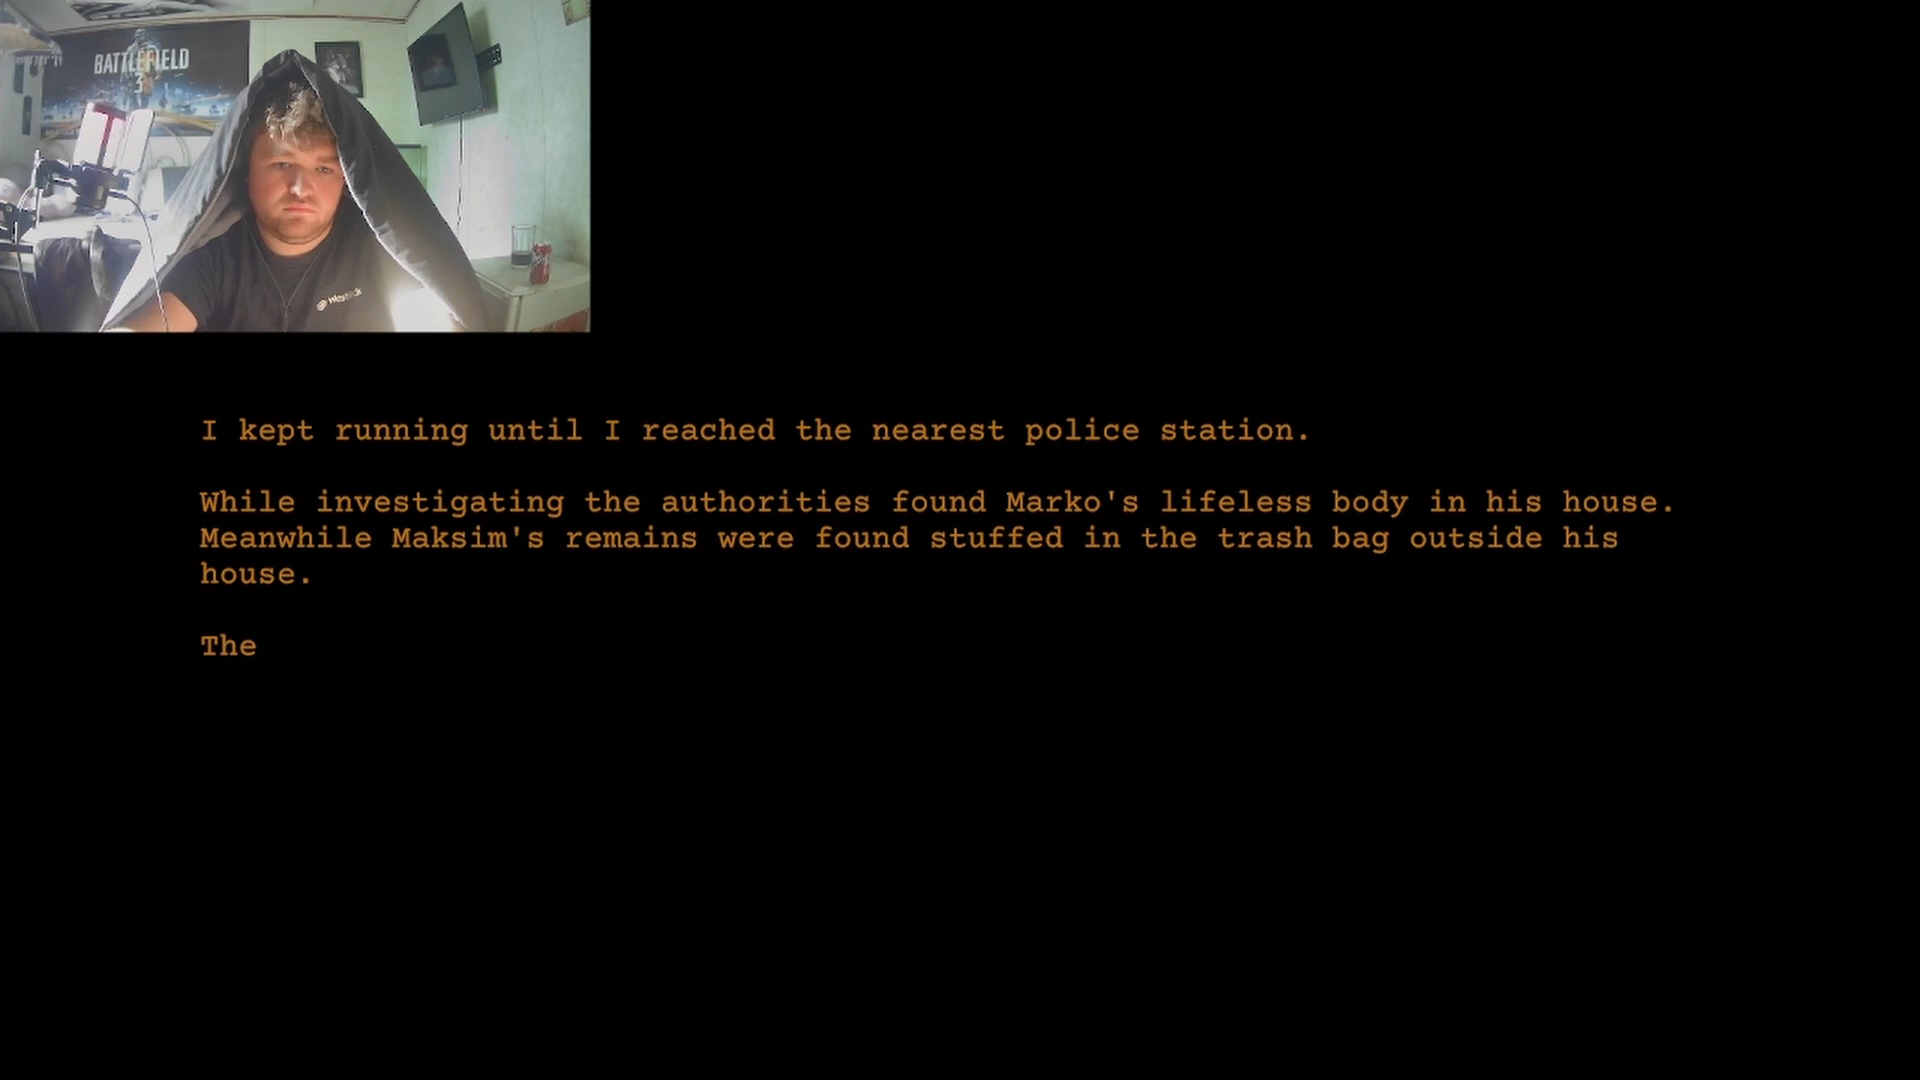 BATTLEFIELD
3
I kept running until I reached the nearest police station.
While investigating the authorities found Marko's lifeless body in his house.
Meanwhile Maksim's remains were found stuffed in the trash bag outside his
house.
The